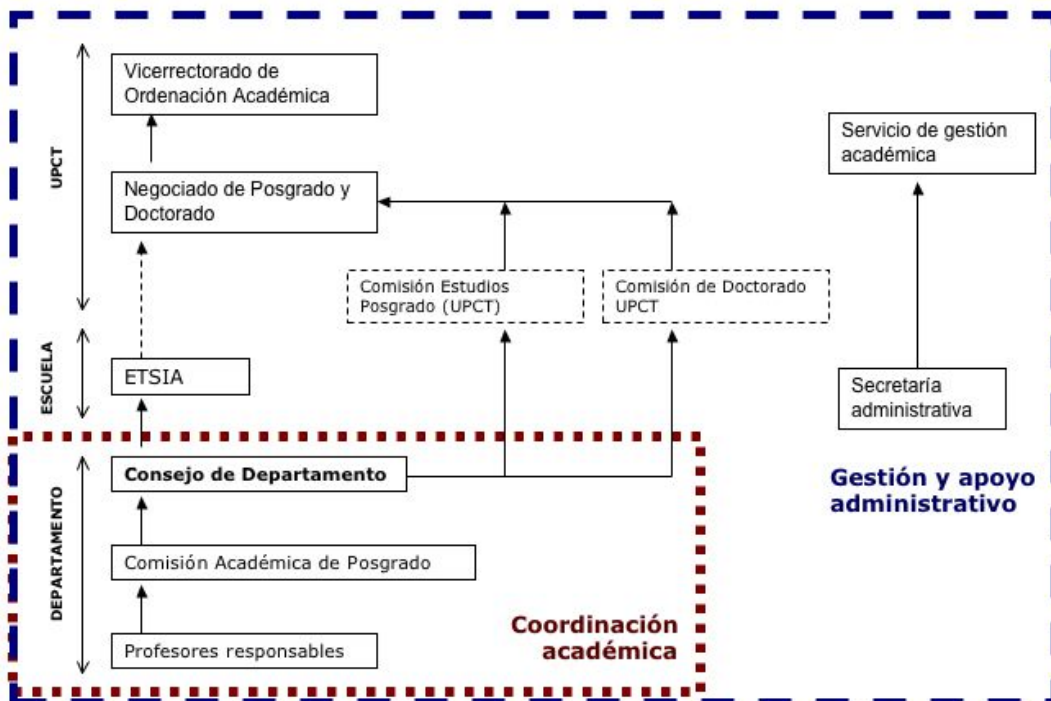 Vicerrectorado de
Ordenación Académica
UPCT
Servicio de gestión
académica
Negociado de Posgrado y
Doctorado
Comisión Estudios
Posgrado (UPCT)
Comisión de Doctorado
UPCT
ESCUELA
ETSIA
Secretaría
administrativa
Consejo de Departamento
Gestión y apoyo
administrativo
DEPARTAMENTO
Comisión Académica de Posgrado
Coordinación
académica
Profesores responsables